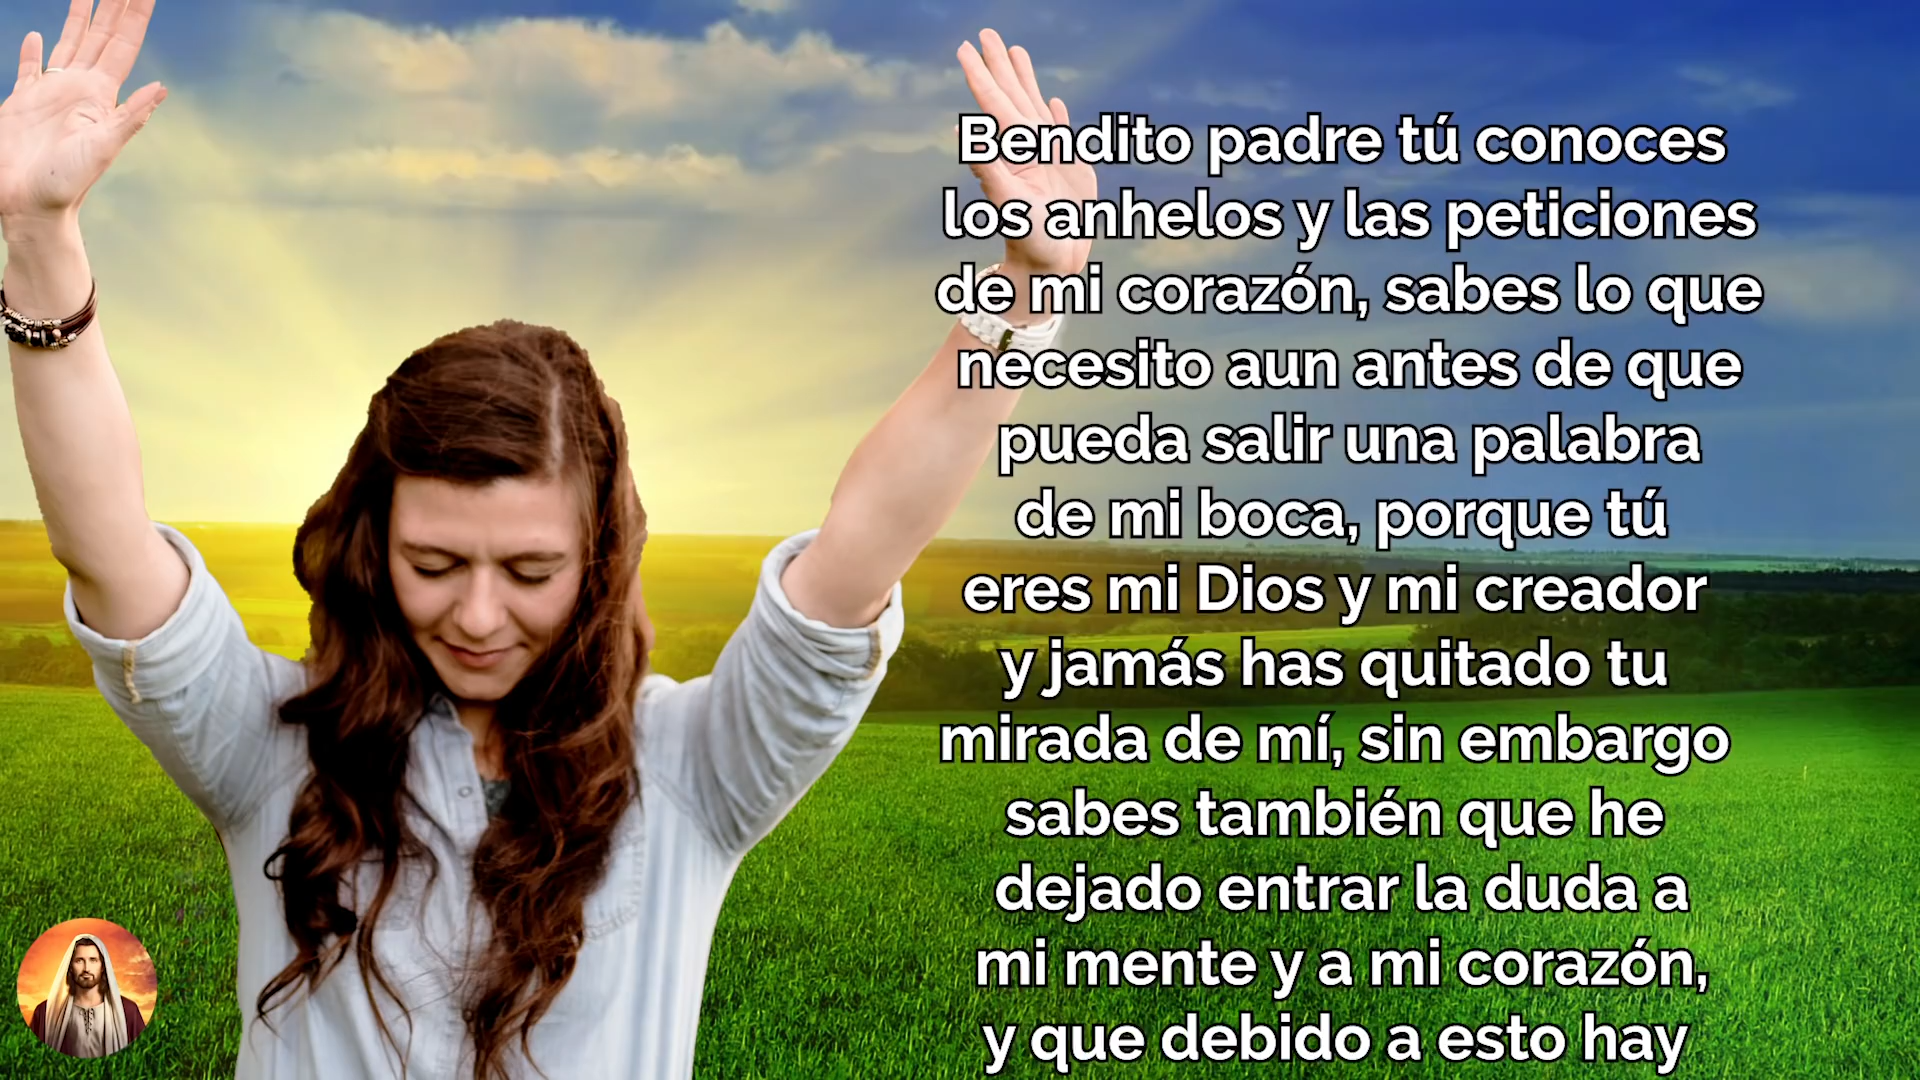 Bendito padre tú conoces
los anhelos y las peticiones
de mi corazón, sabes lo que
necesito aun antes de que
pueda salir una palabra
de mi boca, porque tú
eres mi Dios y mi creador
y jamás has quitado tu
mirada de mí, sin embargo
sabes también que he
dejado entrar la duda a
mi mente y a mi corazón,
y que debido a esto hay